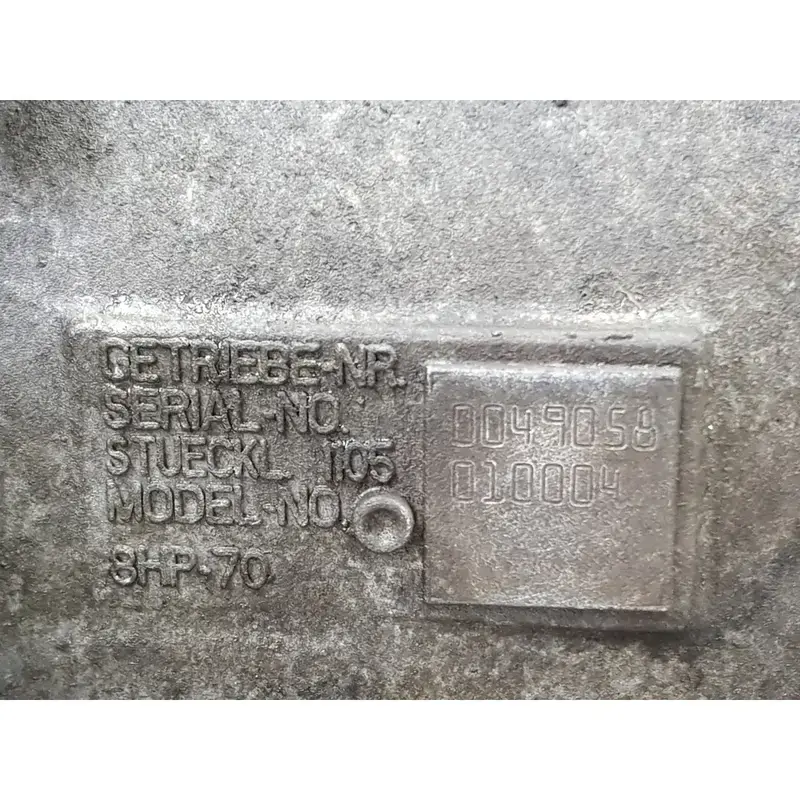 GETRIEBE-NR.
SERIAL-NO.
0049058
STUECKL. 1105
010004
MODEL-NO.
8HP-70